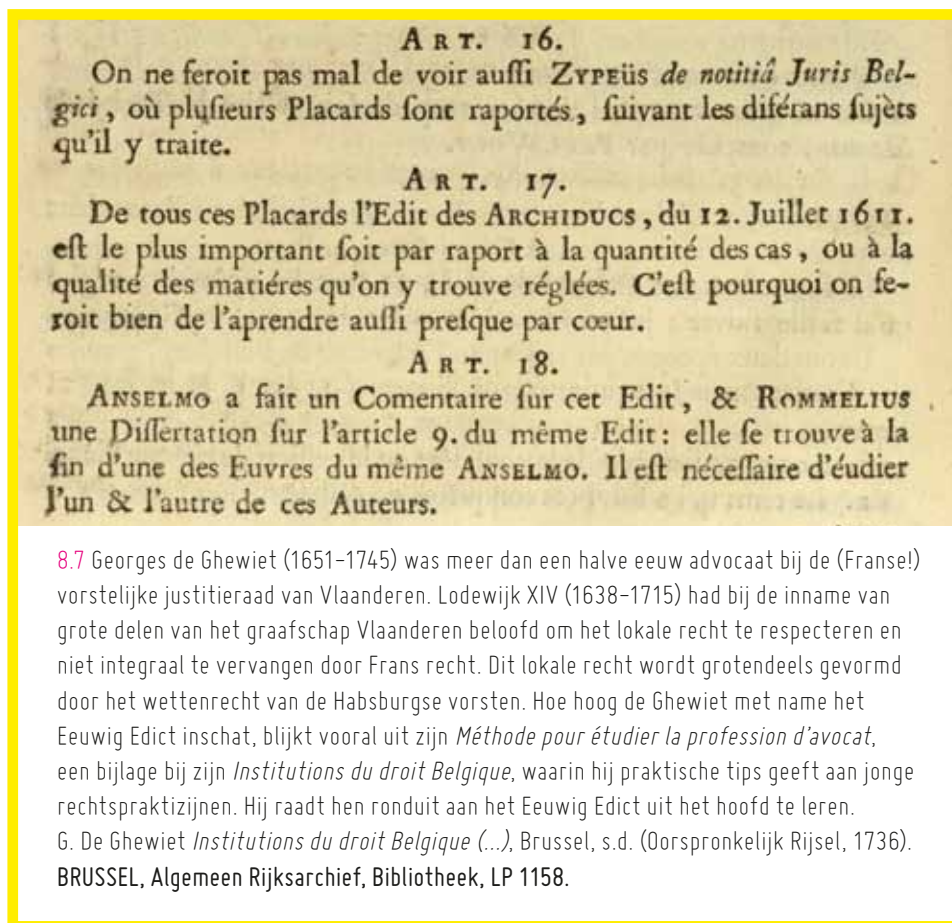 ART. 16.
On ne feroit pas mal de voir aussi ZYPEüs de notitiâ Juris Bel-
gici, où plusieurs Placards sont raportés, suivant les diférans sujèts
qu'il y traite.
ART. 17.
De tous ces Placards l'Edit des ARCHIDUCS, du 12. Juillet 1611.
est le plus important soit par raport à la quantité des cas, ou à la
qualité des matiéres qu'on y trouve réglées. C'est pourquoi on fe-
roit bien de l'aprendre aussi presque par cœur.
ART. 18.
ANSELMO a fait un Comentaire sur cet Edit, & ROMMELIUS
une Dissertation sur l'article 9. du même Edit: elle se trouve à la
fin d'une des Euvres du même ANSELMO. Il est nécessaire d'éudier
l'un & l'autre de ces Auteurs.
8.7 Georges de Ghewiet (1651-1745) was meer dan een halve eeuw advocaat bij de (Franse!)
vorstelijke justitieraad van Vlaanderen. Lodewijk XIV (1638-1715) had bij de inname van
grote delen van het graafschap Vlaanderen beloofd om het lokale recht te respecteren en
niet integraal te vervangen door Frans recht. Dit lokale recht wordt grotendeels gevormd
door het wettenrecht van de Habsburgse vorsten. Hoe hoog de Ghewiet met name het
Eeuwig Edict inschat, blijkt vooral uit zijn Méthode pour étudier la profession d'avocat,
een bijlage bij zijn Institutions du droit Belgique, waarin hij praktische tips geeft aan jonge
rechtspraktizijnen. Hij raadt hen ronduit aan het Eeuwig Edict uit het hoofd te leren.
G. De Ghewiet Institutions du droit Belgique (...), Brussel, s.d. (Oorspronkelijk Rijsel, 1736).
BRUSSEL, Algemeen Rijksarchief, Bibliotheek, LP 1158.